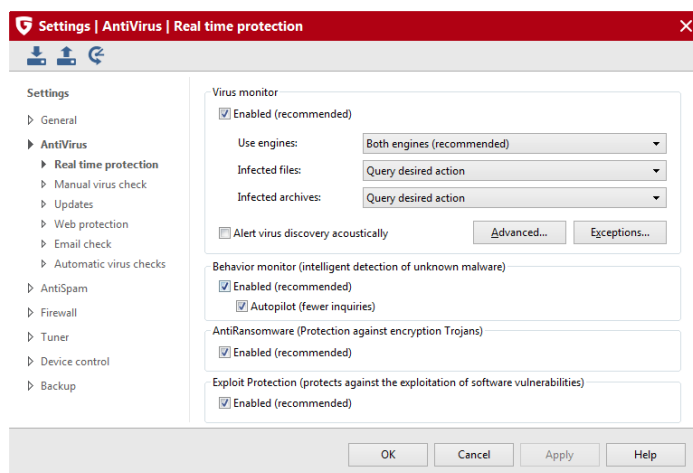 Settings | AntiVirus | Real time protection
Settings
General
AntiVirus
Real time protection
Manual virus check
Updates
Web protection
Email check
Automatic virus checks
AntiSpam
Firewall
Tuner
Device control
Backup
Virus monitor
Enabled (recommended)
Use engines: Both engines (recommended)
Infected files: Query desired action
Infected archives: Query desired action
Alert virus discovery acoustically Advanced... Exceptions...
Behavior monitor (intelligent detection of unknown malware)
Enabled (recommended)
Autopilot (fewer inquiries)
AntiRansomware (Protection against encryption Trojans)
Enabled (recommended)
Exploit Protection (protects against the exploitation of software vulnerabilities)
Enabled (recommended)
OK Cancel Apply Help